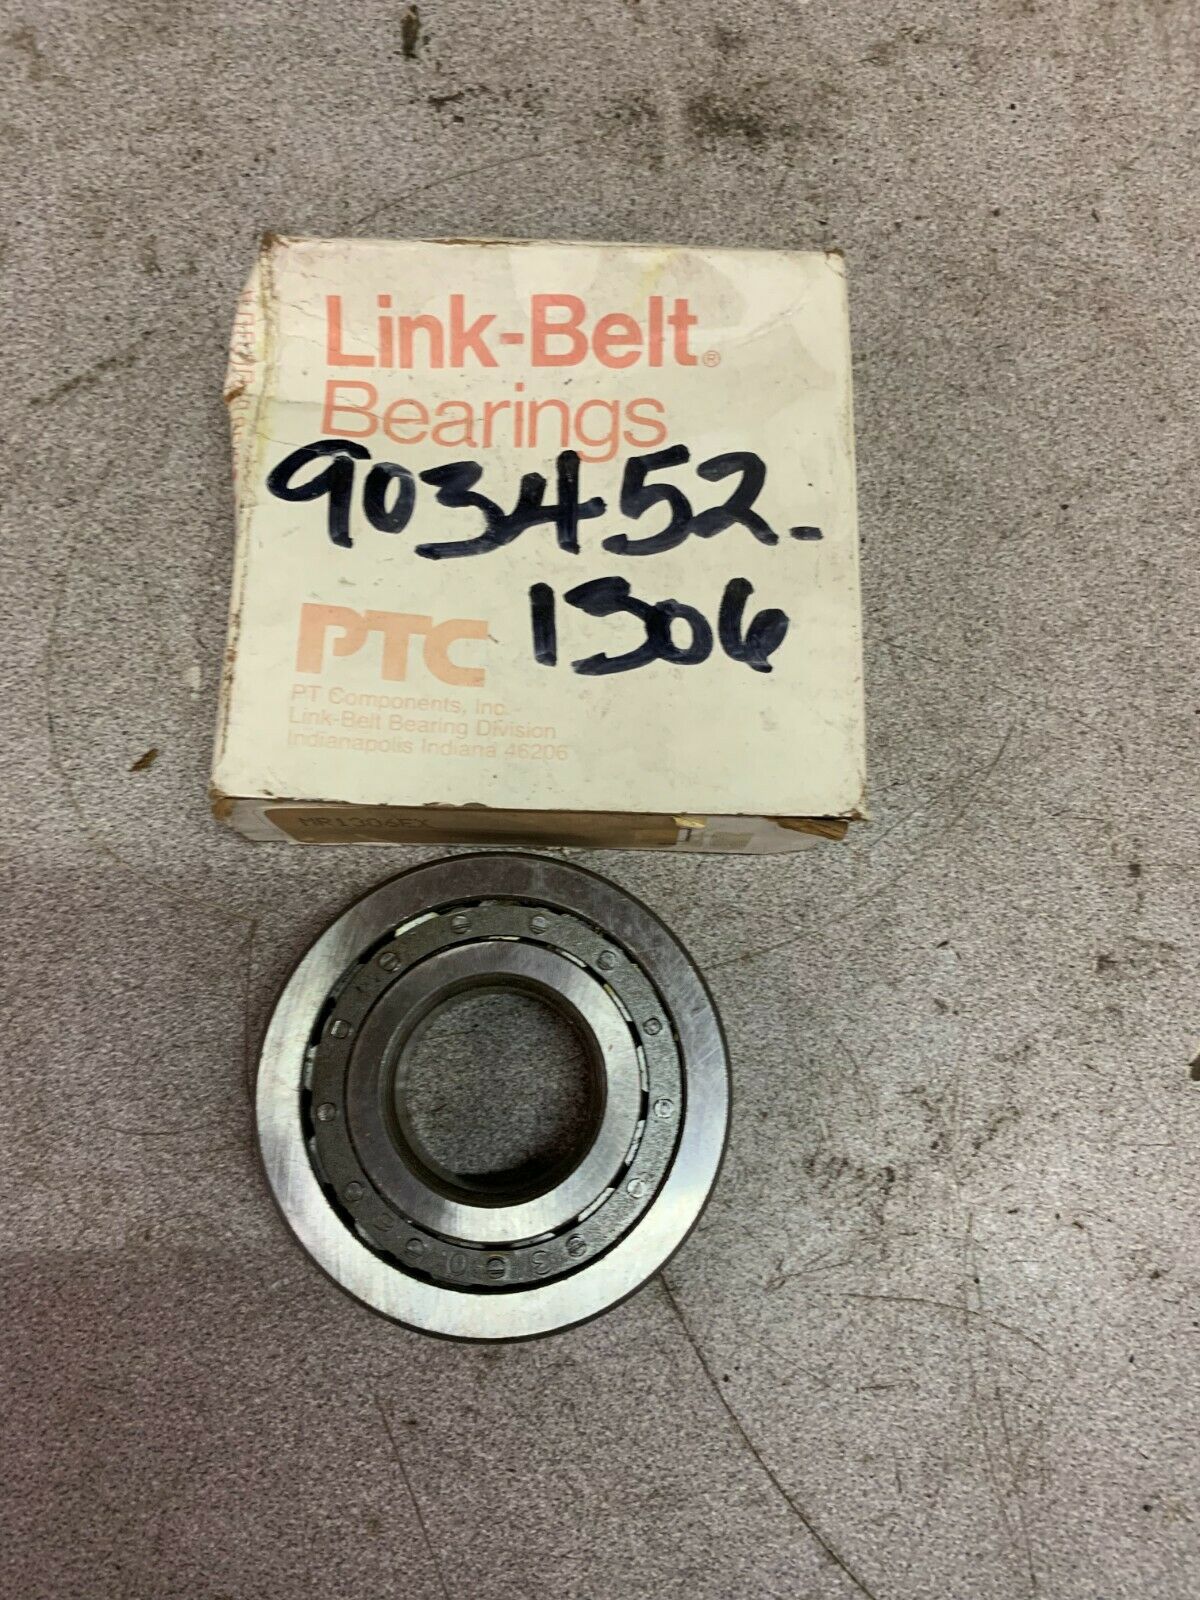 Link-Belt®
Bearings
903452-
1306
PTC
PT Components, Inc.
Link-Belt Bearing Division
Indianapolis Indiana 46206
MR1306EX